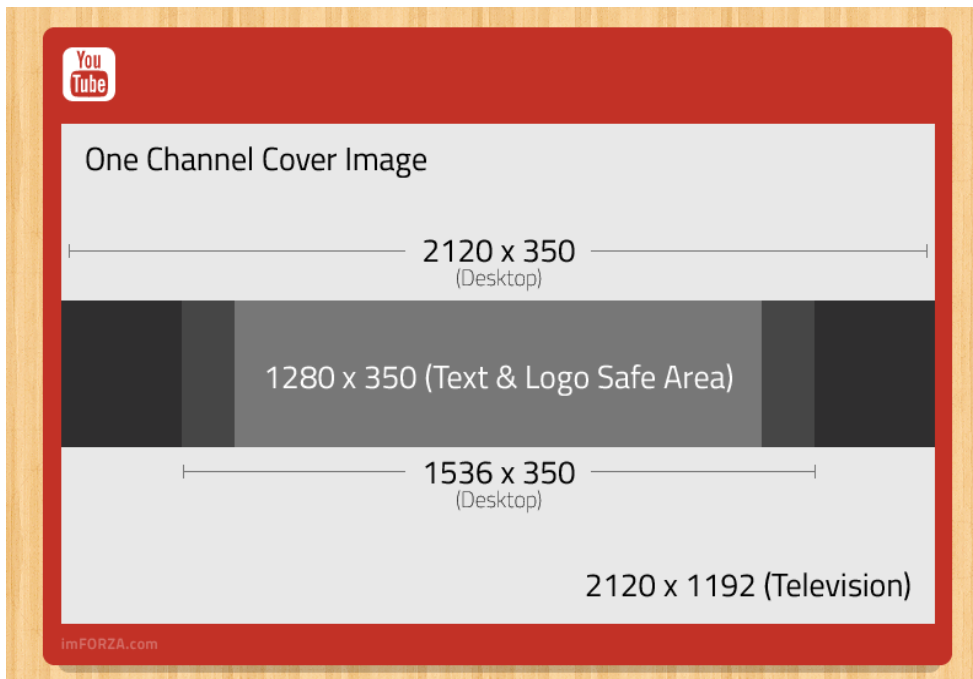 You
Tube
One Channel Cover Image
2120 x 350
(Desktop)
1280 x 350 (Text & Logo Safe Area)
1536 x 350
(Desktop)
2120 x 1192 (Television)
imFORZA.com